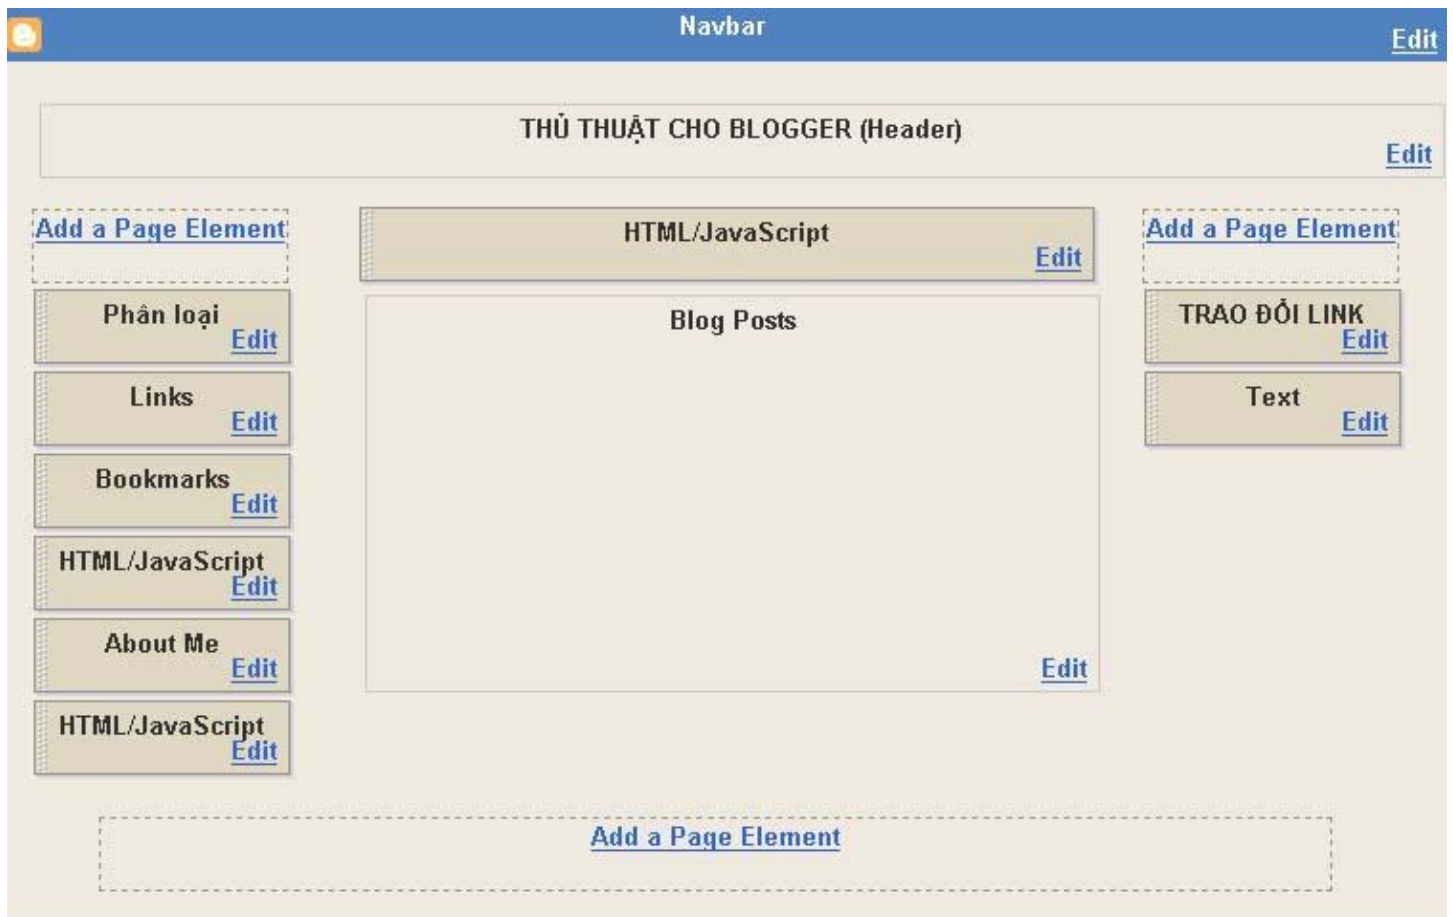 Navbar
Edit
THỦ THUẬT CHO BLOGGER (Header)
Edit
Add a Page Element
Phân loại
Edit
Links
Edit
Bookmarks
Edit
HTML/JavaScript
Edit
About Me
Edit
HTML/JavaScript
Edit
HTML/JavaScript
Edit
Blog Posts
Edit
Add a Page Element
TRAO ĐỔI LINK
Edit
Text
Edit
Add a Page Element